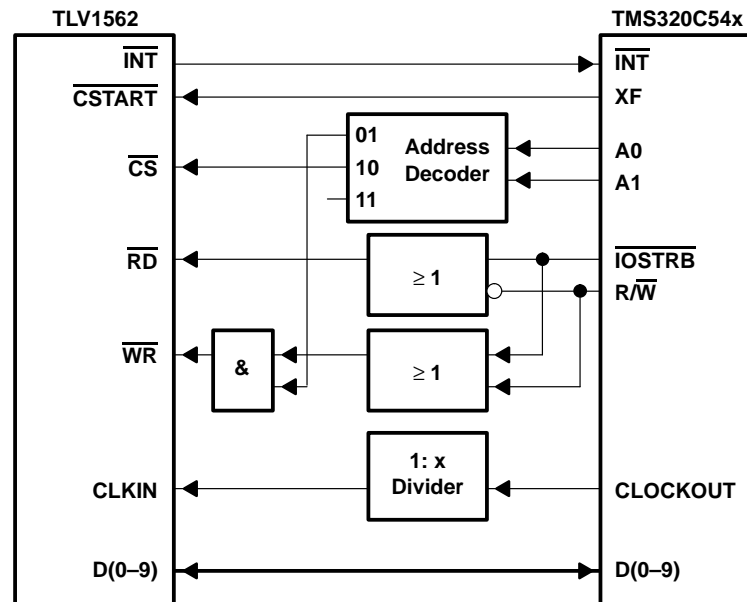 TLV1562 TMS320C54x
INT INT
CSTART XF
01 Address Decoder A0
CS 10 A1
11
RD ≥ 1 IOSTRB
R/W
WR & ≥ 1
1: x
CLKIN Divider CLOCKOUT
D(0–9) D(0–9)